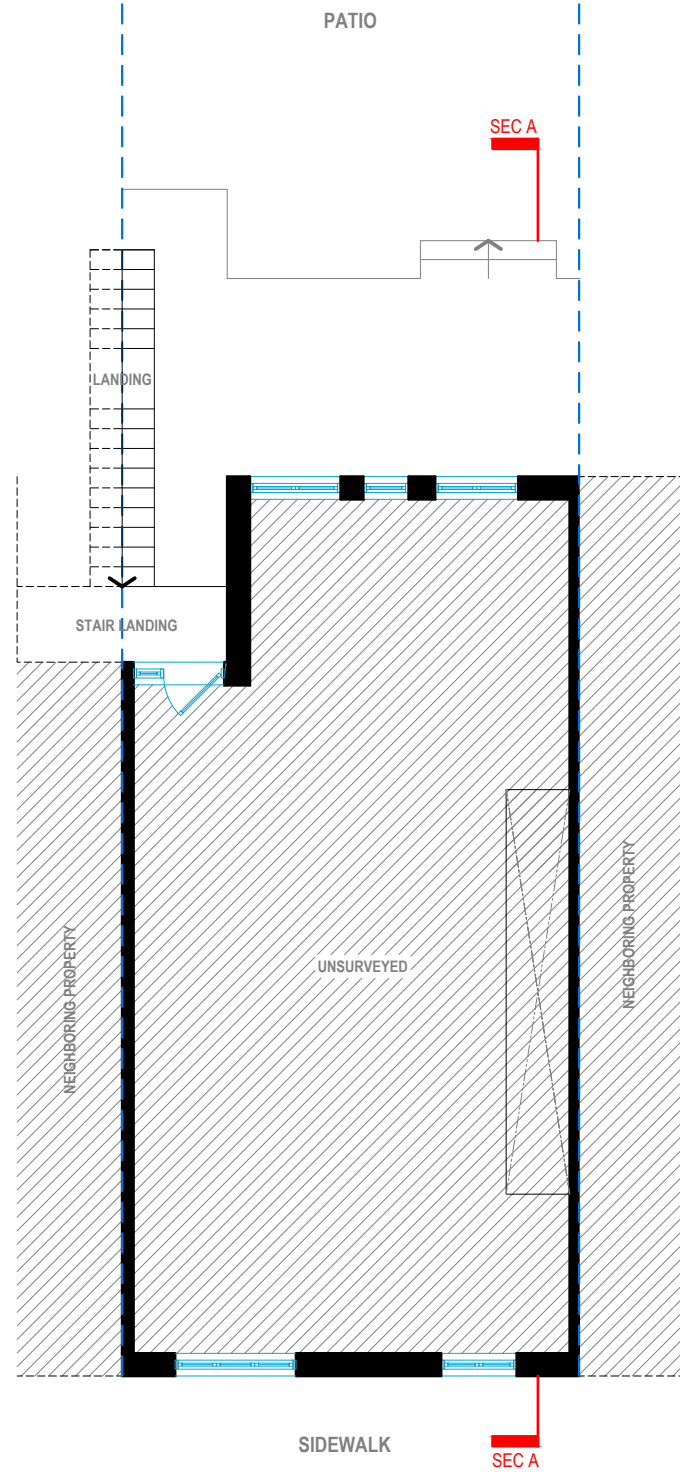 PATIO
SEC A
LANDING
STAIR LANDING
UNSURVEYED
NEIGHBORING PROPERTY
NEIGHBORING PROPERTY
SIDEWALK
SEC A